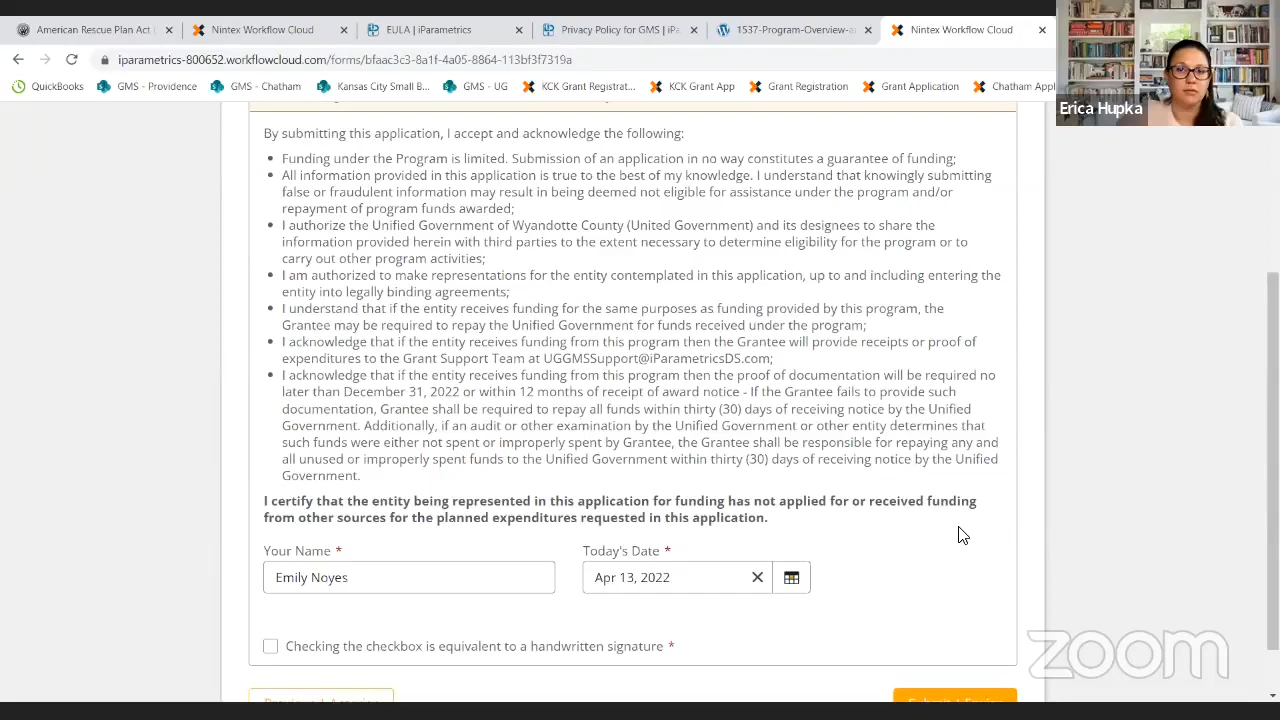 American Rescue Plan Act
Nintex Workflow Cloud
iParametrics
Privacy Policy for GMS | iPar
1537-Program-Overview-a
Nintex Workflow Cloud
QuickBooks
GMS - Providence
GMS - Chatham
Kansas City Small B
GMS - UG
KCK Grant Registrat...
KCK Grant App
Grant Registration
Grant Application
Chatham Appl
Erica Hupka
By submitting this application, I accept and acknowledge the following:
• Funding under the Program is limited. Submission of an application in no way constitutes a guarantee of funding;
• All information provided in this application is true to the best of my knowledge. I understand that knowingly submitting
false or fraudulent information may result in being deemed not eligible for assistance under the program and/or
repayment of program funds awarded;
• I authorize the Unified Government of Wyandotte County (United Government) and its designees to share the
information provided herein with third parties to the extent necessary to determine eligibility for the program or to
carry out other program activities;
• I am authorized to make representations for the entity contemplated in this application, up to and including entering the
entity into legally binding agreements;
• I understand that if the entity receives funding for the same purposes as funding provided by this program, the
Grantee may be required to repay the Unified Government for funds received under the program;
• I acknowledge that if the entity receives funding from this program then the Grantee will provide receipts or proof of
expenditures to the Grant Support Team at UGGMSSupport@iParametricsDS.com;
• I acknowledge that if the entity receives funding from this program then the proof of documentation will be required no
later than December 31, 2022 or within 12 months of receipt of award notice - If the Grantee fails to provide such
documentation, Grantee shall be required to repay all funds within thirty (30) days of receiving notice by the Unified
Government. Additionally, if an audit or other examination by the Unified Government or other entity determines that
such funds were either not spent or improperly spent by Grantee, the Grantee shall be responsible for repaying any and
all unused or improperly spent funds to the Unified Government within thirty (30) days of receiving notice by the Unified
Government.
I certify that the entity being represented in this application for funding has not applied for or received funding
from other sources for the planned expenditures requested in this application.
Your Name *
Today's Date *
Emily Noyes
Apr 13, 2022
Checking the checkbox is equivalent to a handwritten signature *
zoom